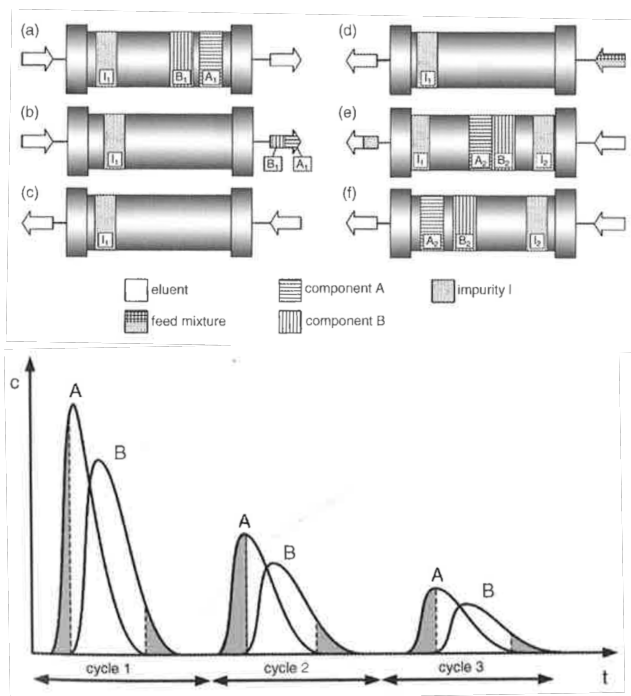 (a)
I1
B1
A1
(b)
I1
B1
A1
(c)
I1
(d)
I1
(e)
I1
A2
B2
I2
(f)
A2
B2
I2
eluent
component A
impurity I
feed mixture
component B
c
A
B
A
B
A
B
cycle 1
cycle 2
cycle 3
t